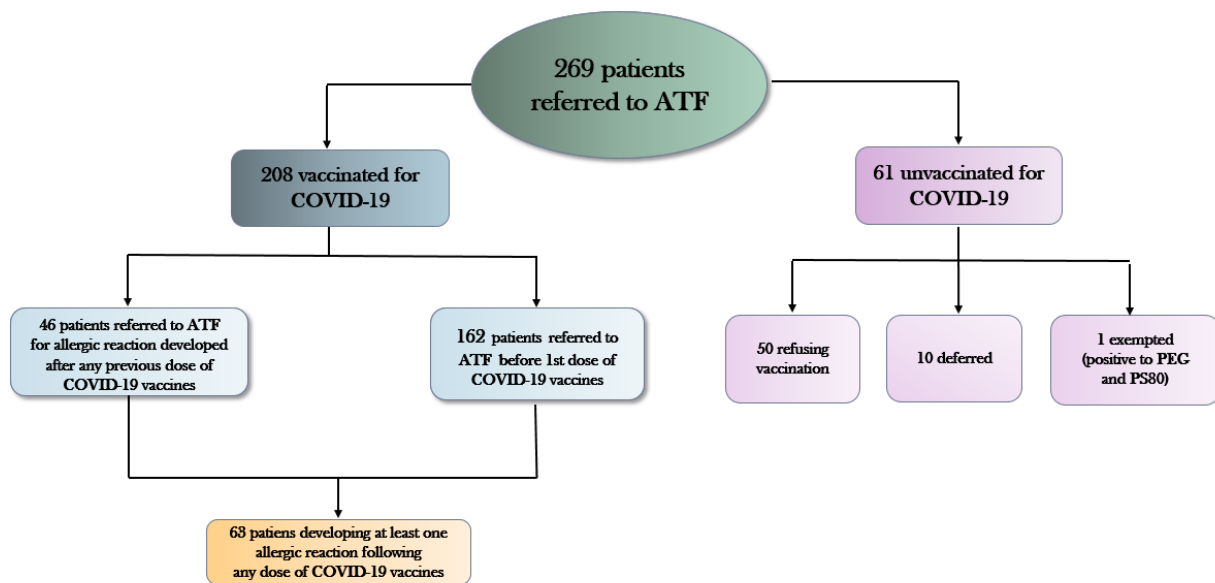 269 patients
referred to ATF
208 vaccinated for
COVID-19
61 unvaccinated for
COVID-19
46 patients referred to ATF
for allergic reaction developed
after any previous dose of
COVID-19 vaccines
162 patients referred to
ATF before 1st dose of
COVID-19 vaccines
50 refusing
vaccination
10 deferred
1 exempted
(positive to PEG
and PS80)
63 patiens developing at least one
allergic reaction following
any dose of COVID-19 vaccines